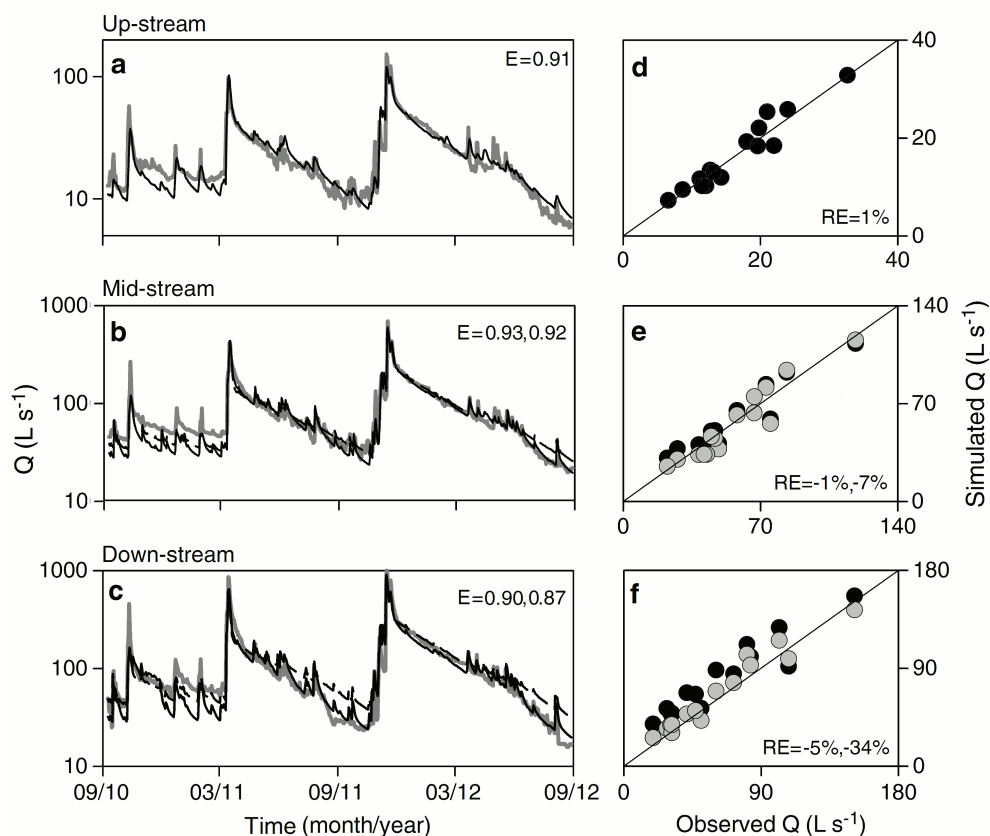 Up-stream
a
E=0.91
100
10
d
40
20
0
RE=1%
0
20
40
Mid-stream
1000
b
E=0.93,0.92
100
10
e
140
70
0
RE=-1%,-7%
0
70
140
Q (L s-1)
Simulated Q (L s-1)
Down-stream
1000
c
E=0.90,0.87
100
10
f
180
90
0
RE=-5%,-34%
09/10
03/11
09/11
03/12
09/12
0
90
180
Time (month/year)
Observed Q (L s-1)